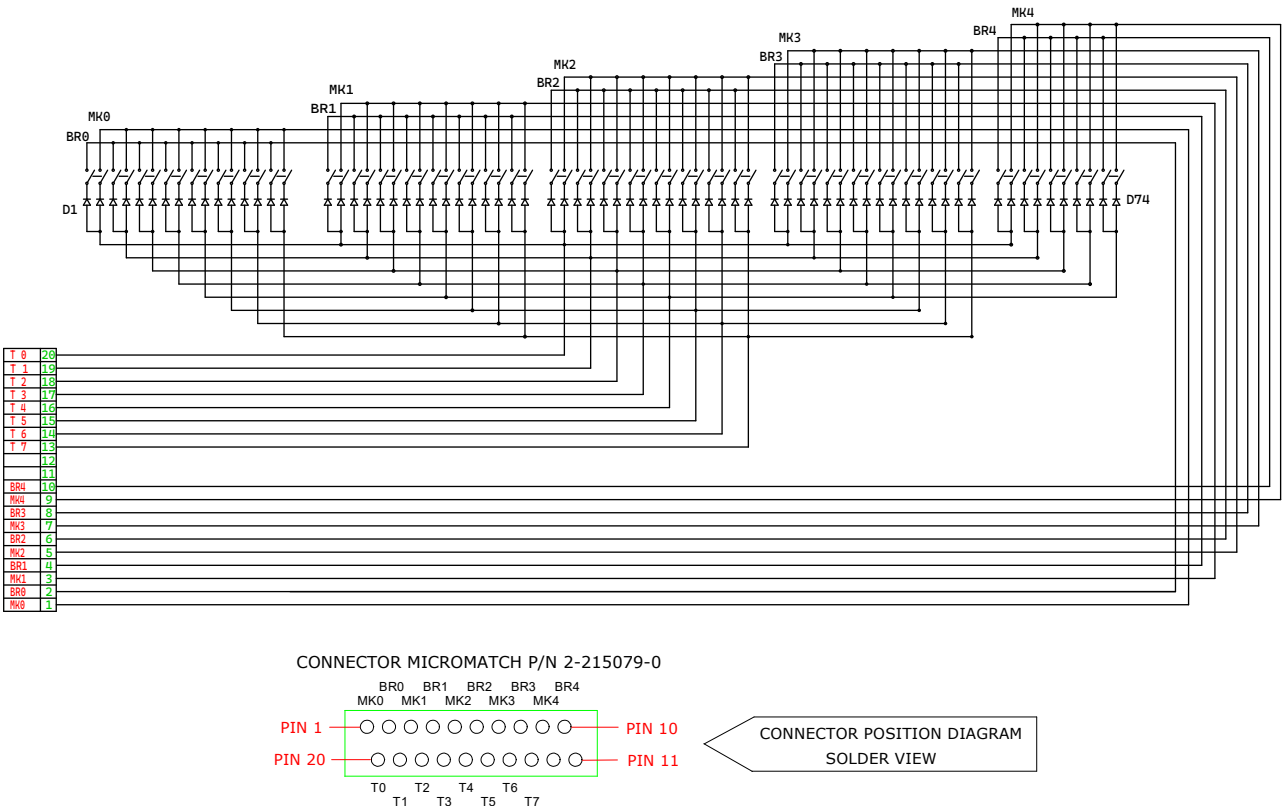 MK4
BR4
MK3
BR3
MK2
BR2
MK1
BR1
MK0
BR0
D1
D74
T 0 20
T 1 19
T 2 18
T 3 17
T 4 16
T 5 15
T 6 14
T 7 13
12
11
BR4 10
MK4 9
BR3 8
MK3 7
BR2 6
MK2 5
BR1 4
MK1 3
BR0 2
MK0 1
CONNECTOR MICROMATCH P/N 2-215079-0
BR0 BR1 BR2 BR3 BR4
MK0 MK1 MK2 MK3 MK4
PIN 1 PIN 10
PIN 20 PIN 11
T0 T2 T4 T6
T1 T3 T5 T7
CONNECTOR POSITION DIAGRAM
SOLDER VIEW